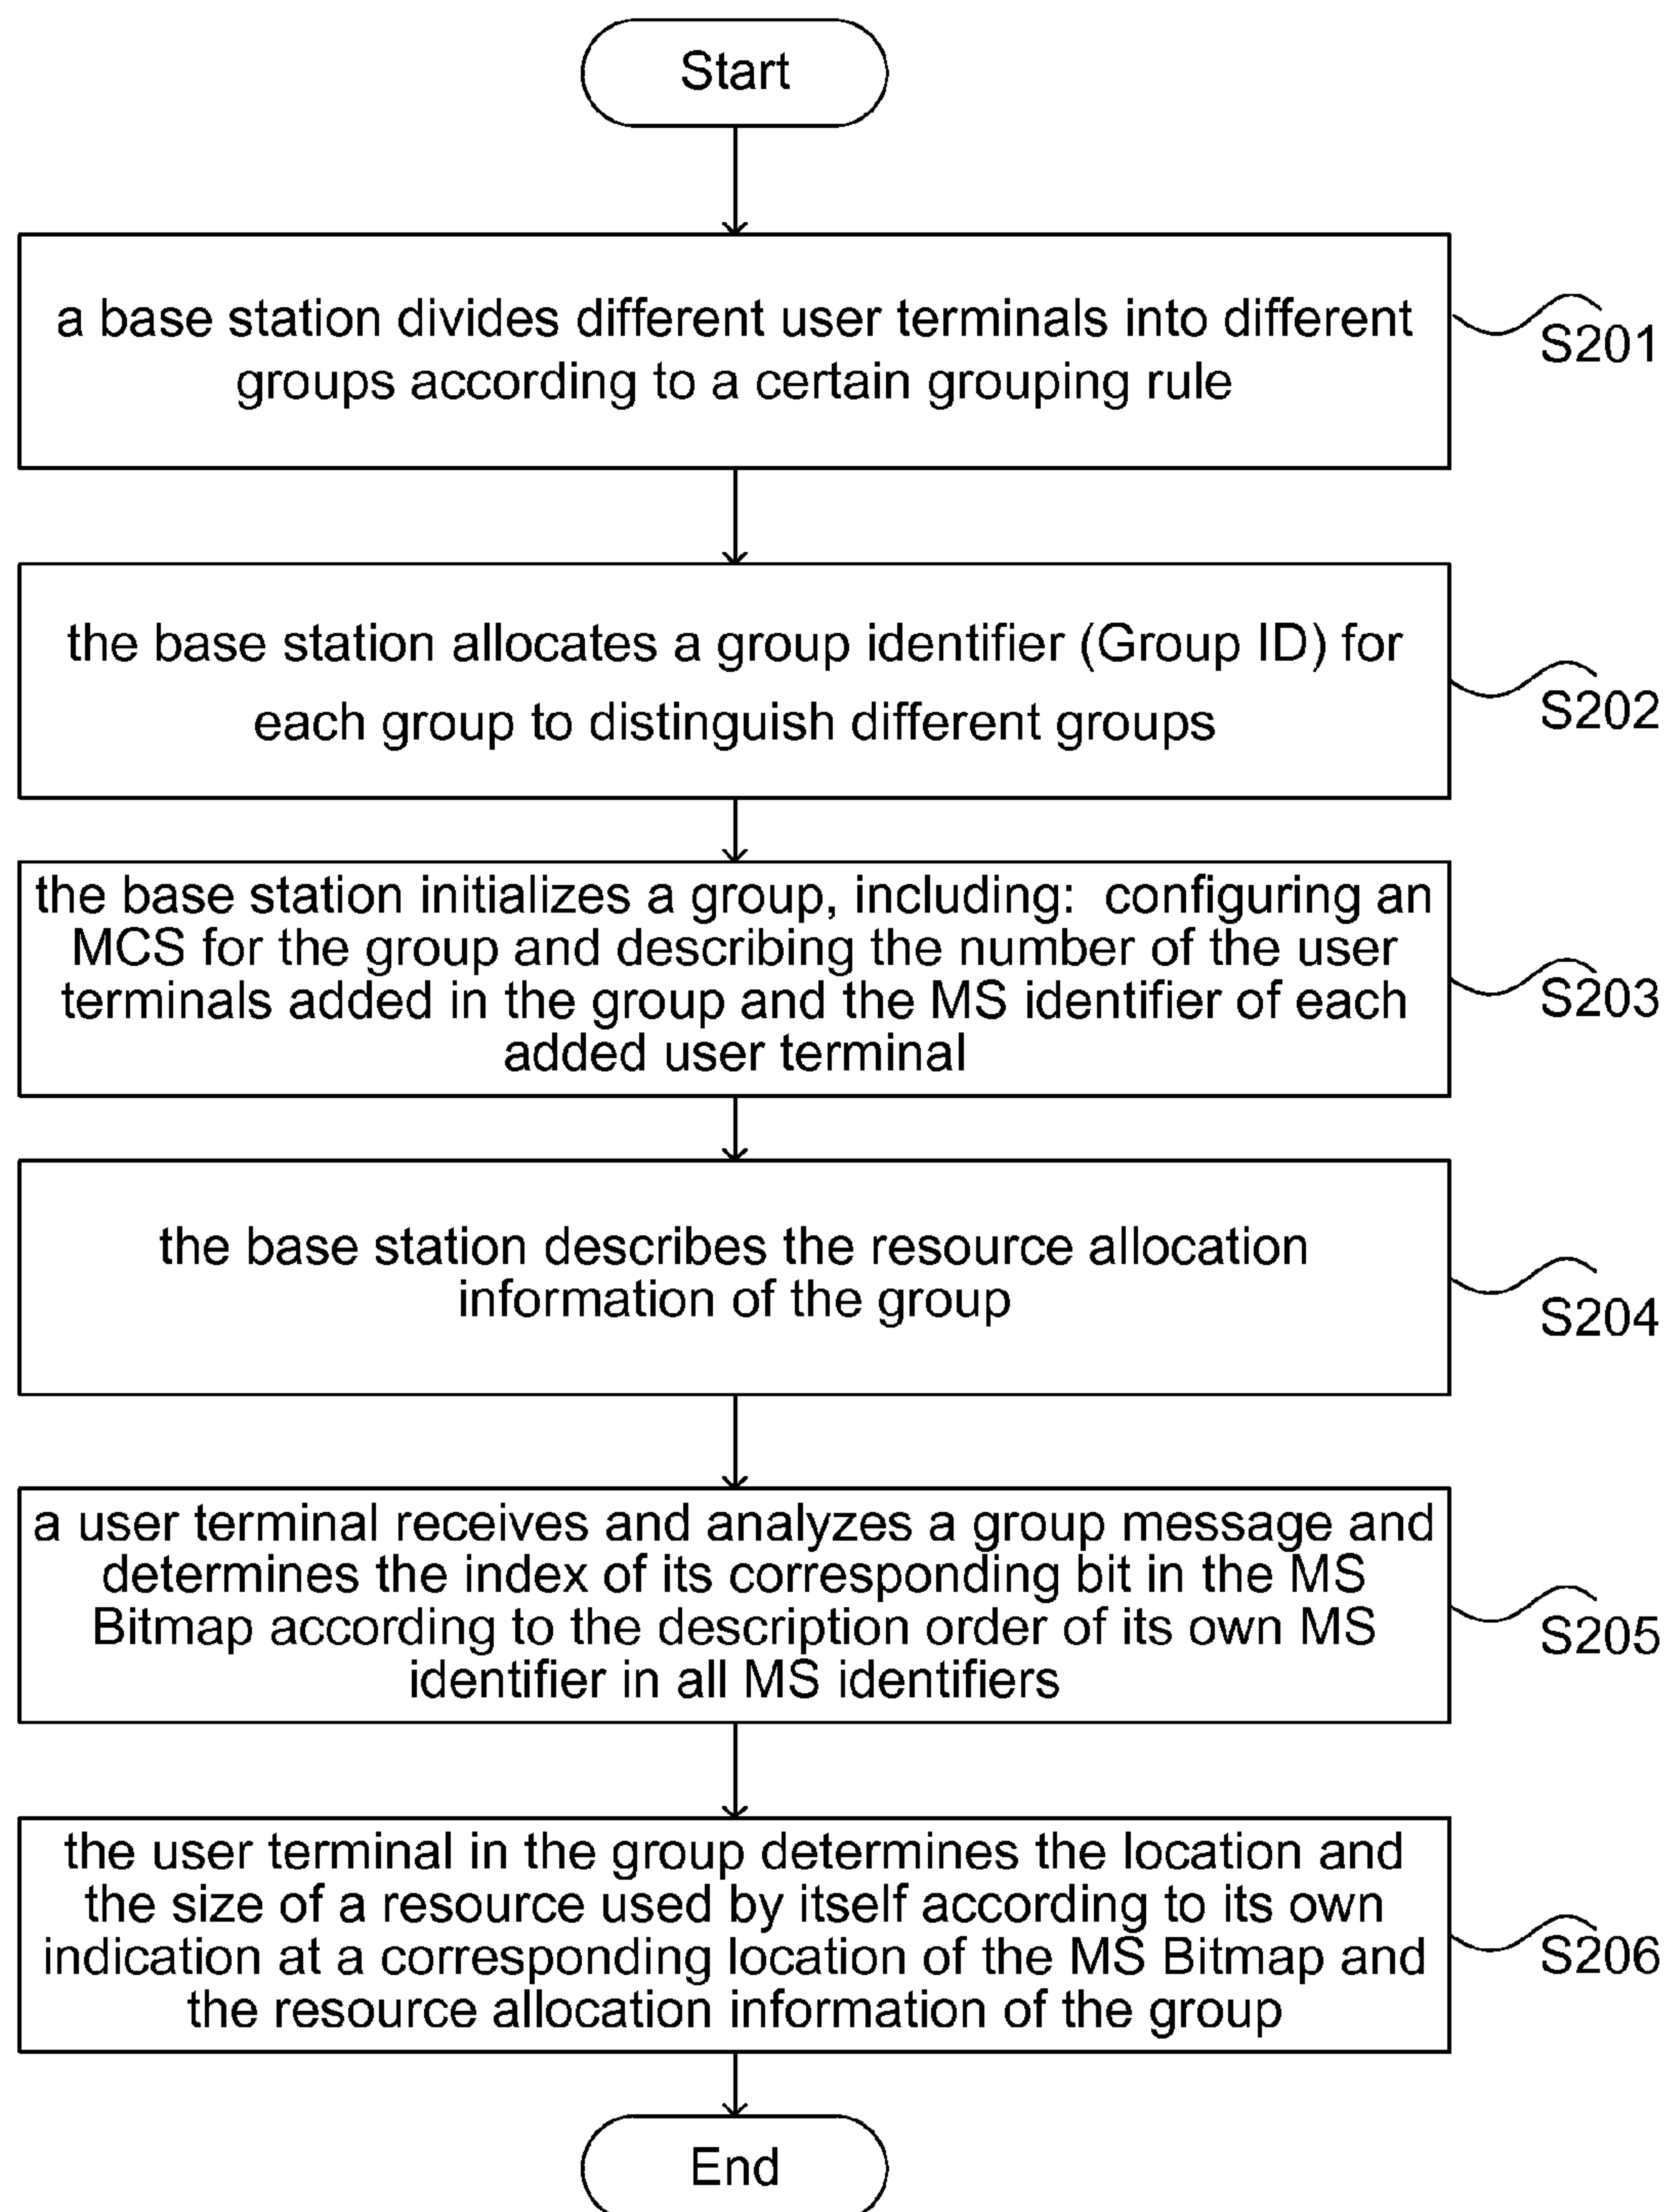 Start
a base station divides different user terminals into different
groups according to a certain grouping rule
S201
the base station allocates a group identifier (Group ID) for
each group to distinguish different groups
S202
the base station initializes a group, including: configuring an
MCS for the group and describing the number of the user
terminals added in the group and the MS identifier of each
added user terminal
S203
the base station describes the resource allocation
information of the group
S204
a user terminal receives and analyzes a group message and
determines the index of its corresponding bit in the MS
Bitmap according to the description order of its own MS
identifier in all MS identifiers
S205
the user terminal in the group determines the location and
the size of a resource used by itself according to its own
indication at a corresponding location of the MS Bitmap and
the resource allocation information of the group
S206
End